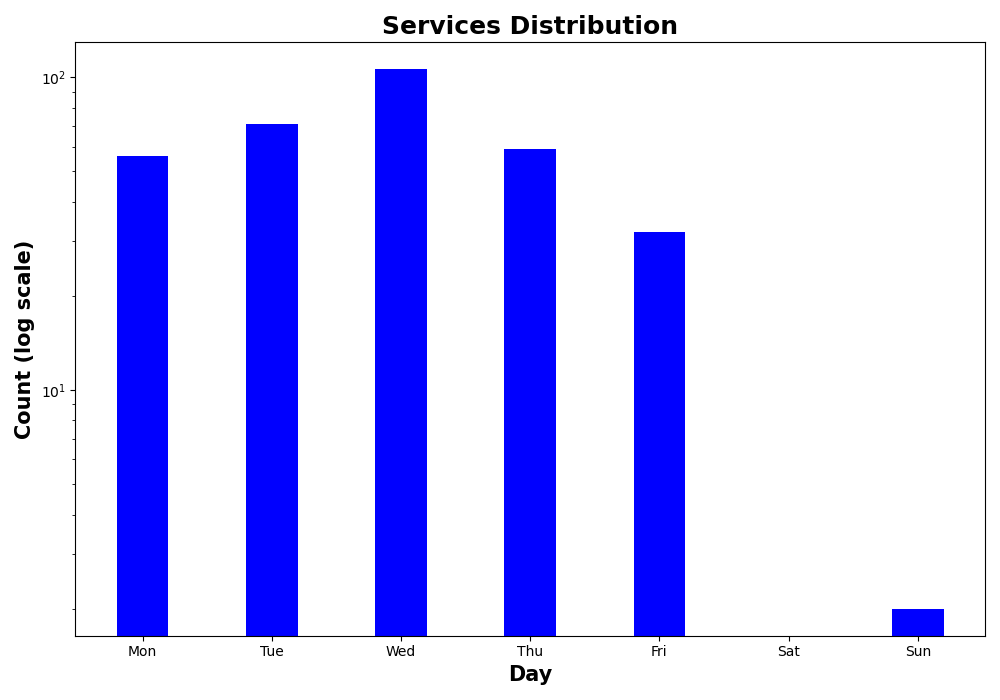 Services Distribution
Count (log scale)
10²
10¹
Mon Tue Wed Thu Fri Sat Sun
Day